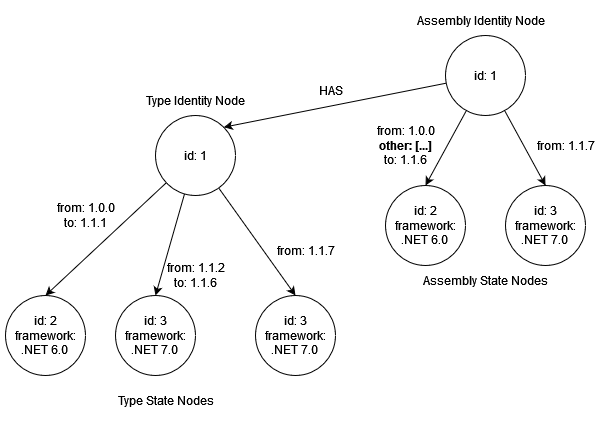 Assembly Identity Node
id: 1
HAS
Type Identity Node
id: 1
from: 1.0.0
other: [...]
to: 1.1.6
from: 1.1.7
id: 2
framework:
.NET 6.0
id: 3
framework:
.NET 7.0
Assembly State Nodes
from: 1.0.0
to: 1.1.1
from: 1.1.2
to: 1.1.6
from: 1.1.7
id: 2
framework:
.NET 6.0
id: 3
framework:
.NET 7.0
id: 3
framework:
.NET 7.0
Type State Nodes